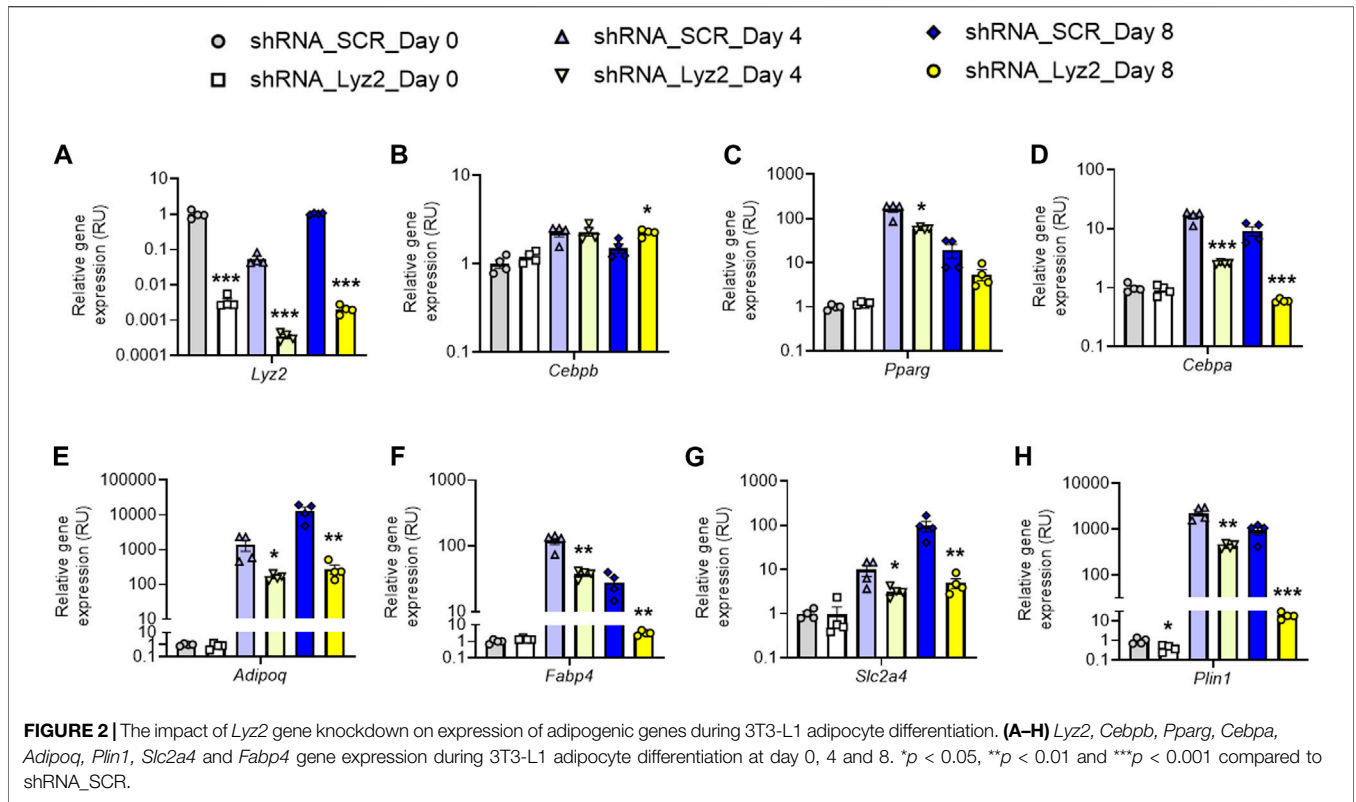 shRNA_SCR_Day 0 shRNA_SCR_Day 4 shRNA_SCR_Day 8
shRNA_Lyz2_Day 0 shRNA_Lyz2_Day 4 shRNA_Lyz2_Day 8
A
Relative gene
expression (RU)
10
1
0.1
0.01
0.001
0.0001
***
***
***
Lyz2
B
Relative gene
expression (RU)
10
1
0.1
*
Cebpb
C
Relative gene
expression (RU)
1000
100
10
1
0.1
*
Pparg
D
Relative gene
expression (RU)
100
10
1
0.1
***
***
Cebpa
E
Relative gene
expression (RU)
100000
10000
1000
100
10
10
1
0.1
*
**
Adipoq
F
Relative gene
expression (RU)
1000
100
10
10
1
0.1
**
**
Fabp4
G
Relative gene
expression (RU)
1000
100
10
1
0.1
*
**
Slc2a4
H
Relative gene
expression (RU)
10000
1000
100
10
10
1
0.1
*
**
***
Plin1
FIGURE 2 | The impact of Lyz2 gene knockdown on expression of adipogenic genes during 3T3-L1 adipocyte differentiation. (A–H) Lyz2, Cebpb, Pparg, Cebpa,
Adipoq, Plin1, Slc2a4 and Fabp4 gene expression during 3T3-L1 adipocyte differentiation at day 0, 4 and 8. *p < 0.05, **p < 0.01 and ***p < 0.001 compared to
shRNA_SCR.